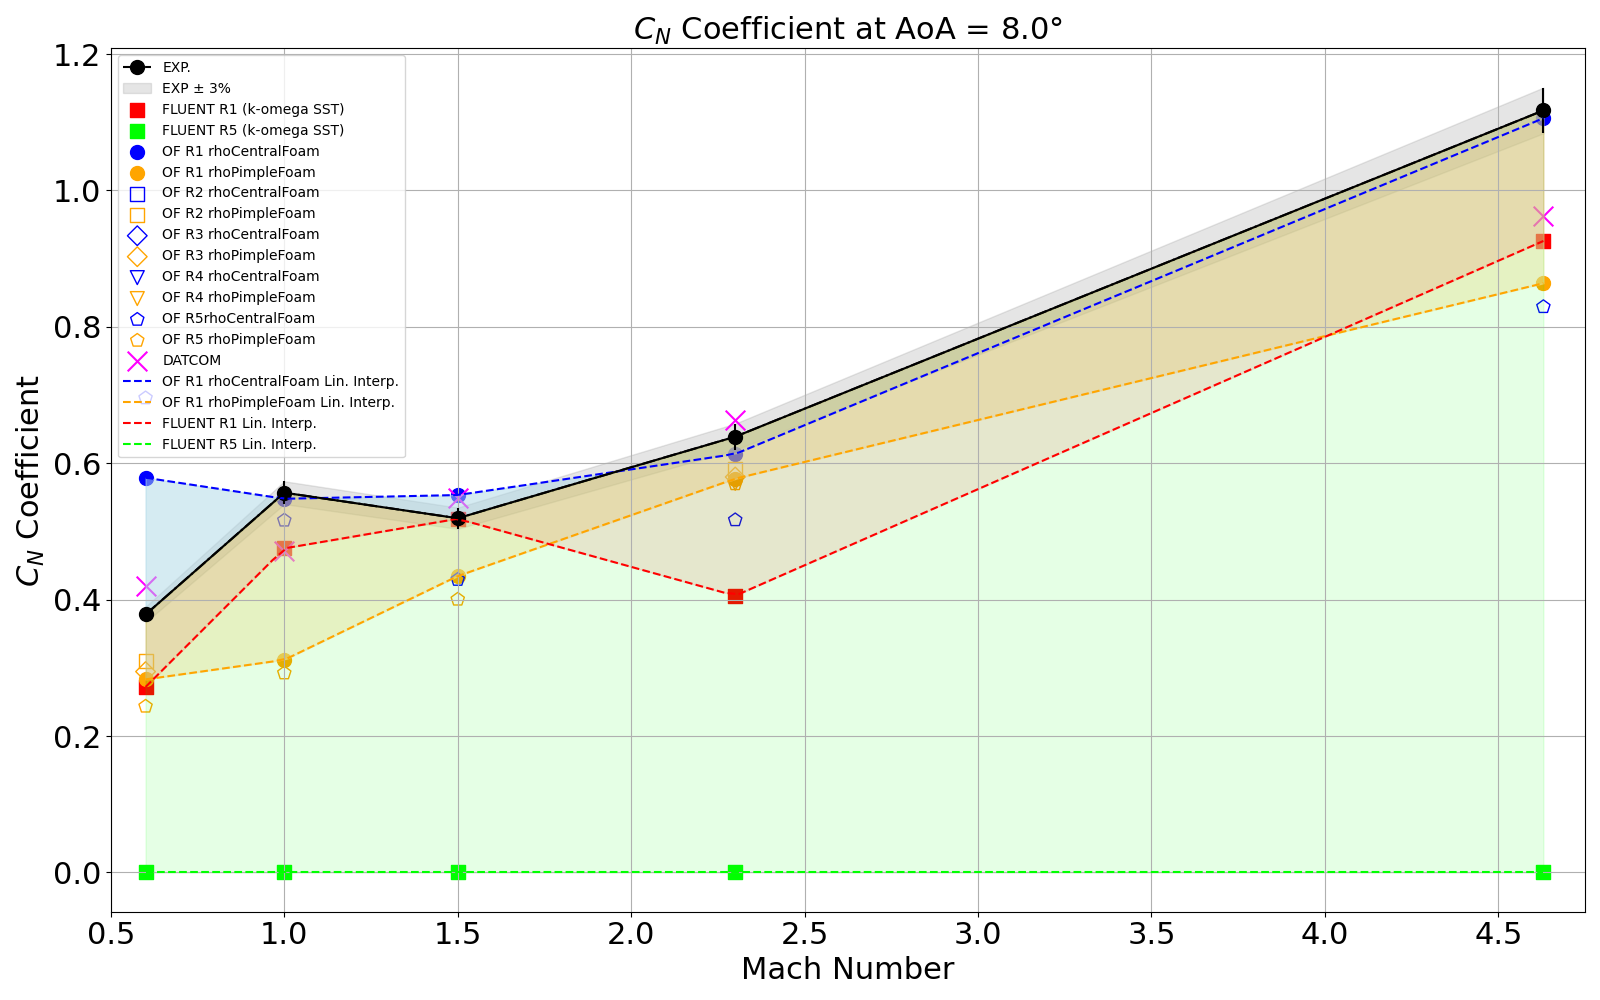 C_N Coefficient at AoA = 8.0°
C_N Coefficient
1.2
1.0
0.8
0.6
0.4
0.2
0.0
EXP.
EXP ± 3%
FLUENT R1 (k-omega SST)
FLUENT R5 (k-omega SST)
OF R1 rhoCentralFoam
OF R1 rhoPimpleFoam
OF R2 rhoCentralFoam
OF R2 rhoPimpleFoam
OF R3 rhoCentralFoam
OF R3 rhoPimpleFoam
OF R4 rhoCentralFoam
OF R4 rhoPimpleFoam
OF R5rhoCentralFoam
OF R5 rhoPimpleFoam
DATCOM
OF R1 rhoCentralFoam Lin. Interp.
OF R1 rhoPimpleFoam Lin. Interp.
FLUENT R1 Lin. Interp.
FLUENT R5 Lin. Interp.
0.5 1.0 1.5 2.0 2.5 3.0 3.5 4.0 4.5
Mach Number